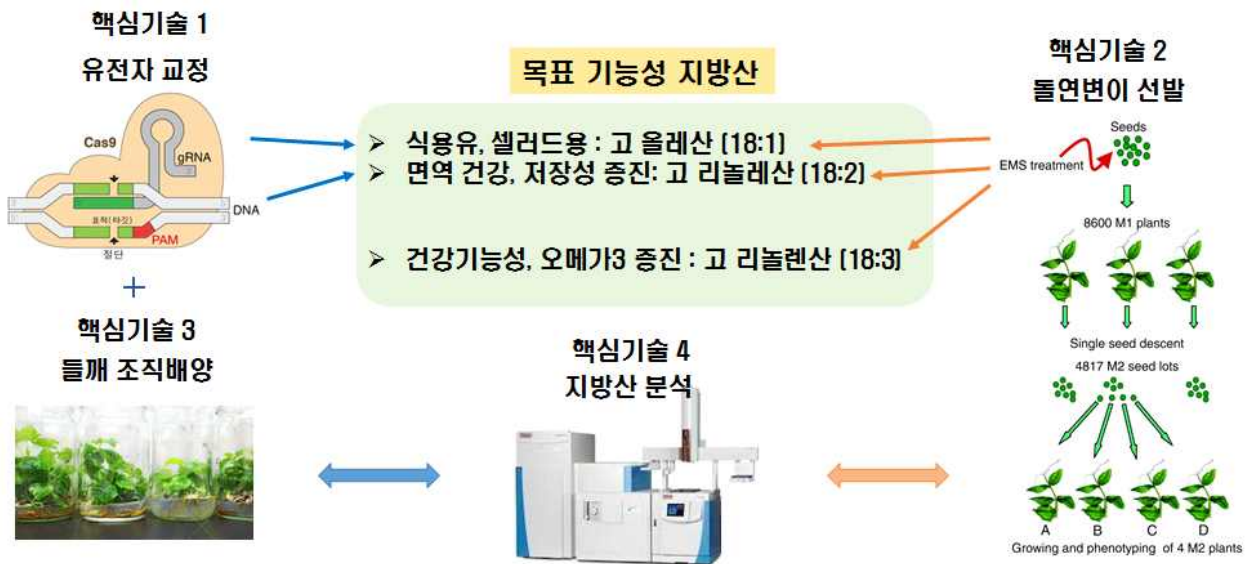 핵심기술 1
유전자 교정
Cas9
gRNA
DNA
표적(타깃)
PAM
절단
+
핵심기술 3
들깨 조직배양
목표 기능성 지방산
➢ 식용유, 셀러드용 : 고 올레산 (18:1)
➢ 면역 건강, 저장성 증진: 고 리놀레산 (18:2)
➢ 건강기능성, 오메가3 증진 : 고 리놀렌산 (18:3)
핵심기술 4
지방산 분석
핵심기술 2
돌연변이 선발
Seeds
EMS treatment
8600 M1 plants
Single seed descent
4817 M2 seed lots
A B C D
Growing and phenotyping of 4 M2 plants